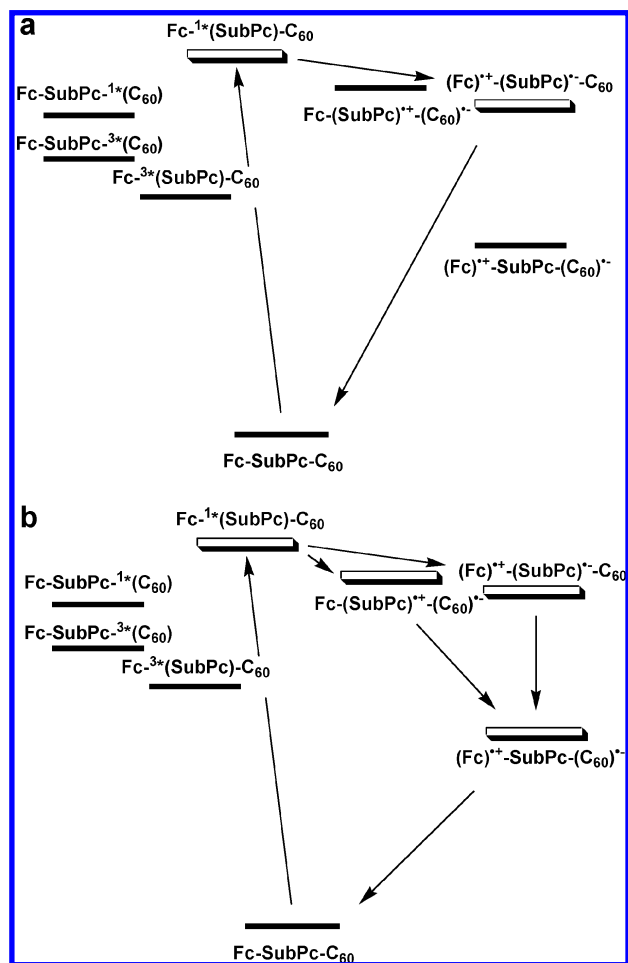 a
Fc-¹*(SubPc)-C₆₀
(Fc)•⁺-(SubPc)•⁻-C₆₀
Fc-SubPc-¹*(C₆₀)
Fc-(SubPc)•⁺-(C₆₀)•⁻
Fc-SubPc-³*(C₆₀)
Fc-³*(SubPc)-C₆₀
(Fc)•⁺-SubPc-(C₆₀)•⁻
Fc-SubPc-C₆₀
b
Fc-¹*(SubPc)-C₆₀
(Fc)•⁺-(SubPc)•⁻-C₆₀
Fc-SubPc-¹*(C₆₀)
Fc-(SubPc)•⁺-(C₆₀)•⁻
Fc-SubPc-³*(C₆₀)
Fc-³*(SubPc)-C₆₀
(Fc)•⁺-SubPc-(C₆₀)•⁻
Fc-SubPc-C₆₀